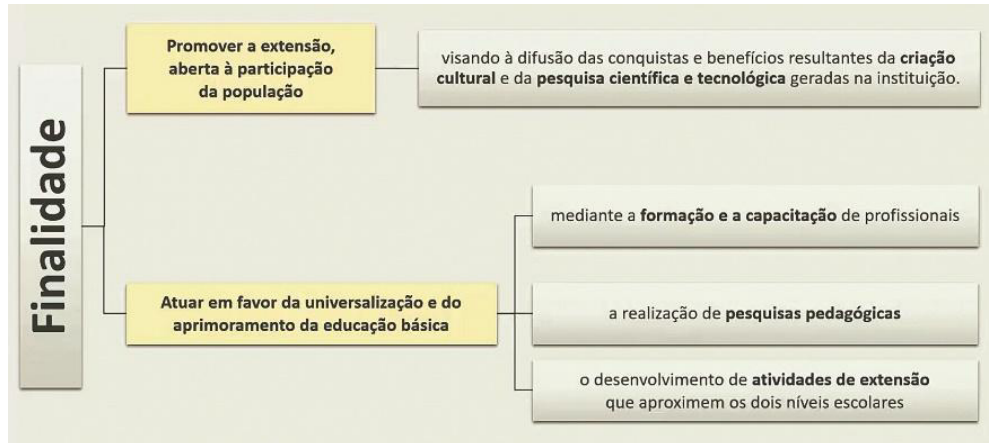 Finalidade
Promover a extensão,
aberta à participação
da população
visando à difusão das conquistas e benefícios resultantes da criação
cultural e da pesquisa científica e tecnológica geradas na instituição.
Atuar em favor da universalização e do
aprimoramento da educação básica
mediante a formação e a capacitação de profissionais
a realização de pesquisas pedagógicas
o desenvolvimento de atividades de extensão
que aproximem os dois níveis escolares